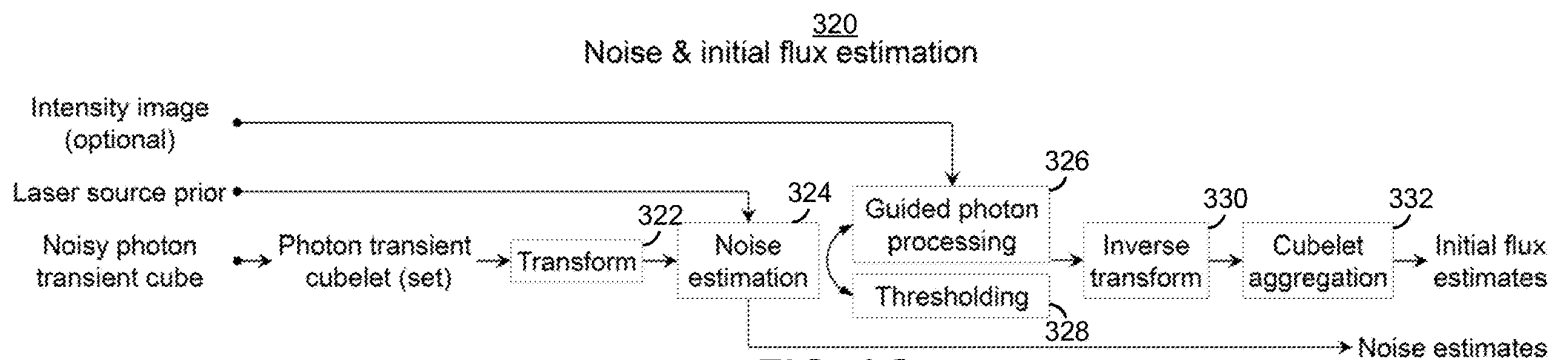 320
Noise & initial flux estimation
Intensity image
(optional)
Laser source prior
Noisy photon
transient cube
Photon transient
cubelet (set)
322
Transform
324
Noise
estimation
326
Guided photon
processing
Thresholding
328
330
Inverse
transform
332
Cubelet
aggregation
Initial flux
estimates
Noise estimates